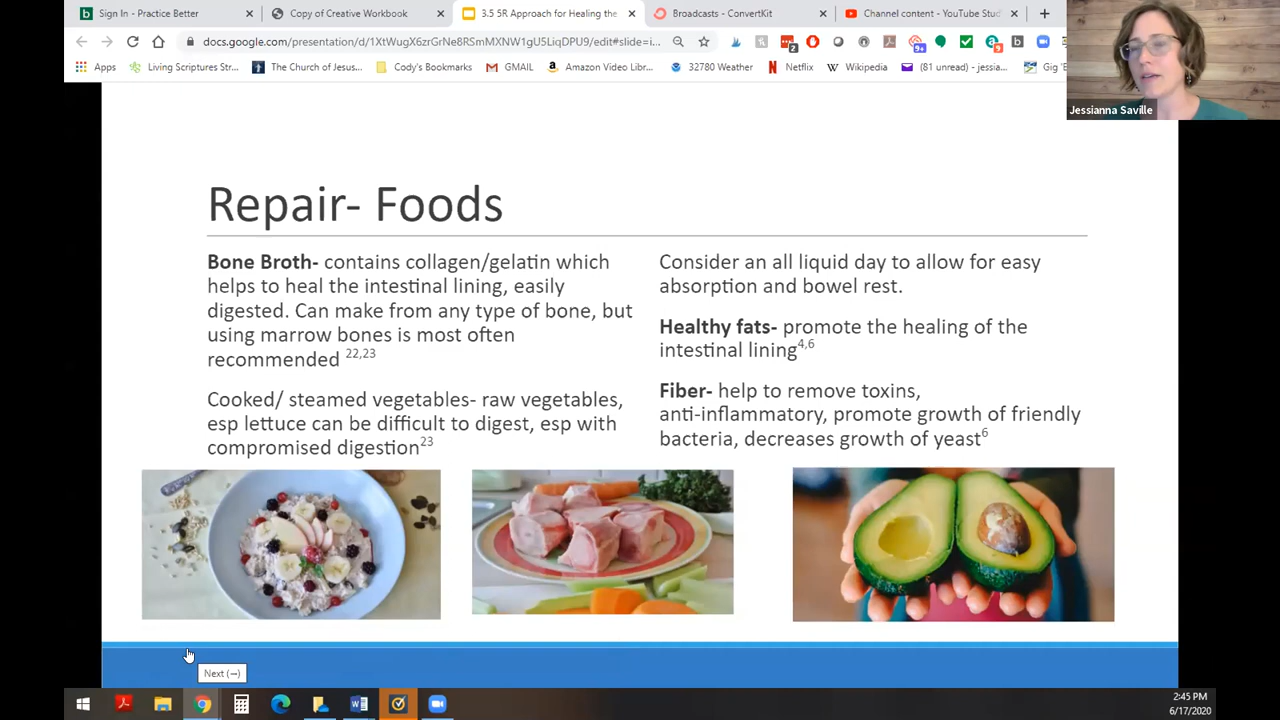 Sign In - Practice Better
Copy of Creative Workbook
3.5 5R Approach for Healing the
Broadcasts - ConvertKit
Channel content - YouTube Stud
docs.google.com/presentation/d/1XtWugX6zrGrNe8RSmMXNW1gU5LiqDPU9/edit#slide=i...
Apps
Living Scriptures Str...
The Church of Jesus...
Cody's Bookmarks
GMAIL
Amazon Video Libr...
32780 Weather
Netflix
Wikipedia
(81 unread) - jessia...
Gig 'E
Jessianna Saville
Repair- Foods
Bone Broth- contains collagen/gelatin which
helps to heal the intestinal lining, easily
digested. Can make from any type of bone, but
using marrow bones is most often
recommended 22,23
Cooked/ steamed vegetables- raw vegetables,
esp lettuce can be difficult to digest, esp with
compromised digestion23
Consider an all liquid day to allow for easy
absorption and bowel rest.
Healthy fats- promote the healing of the
intestinal lining4,6
Fiber- help to remove toxins,
anti-inflammatory, promote growth of friendly
bacteria, decreases growth of yeast6
Next (→)
2:45 PM
6/17/2020